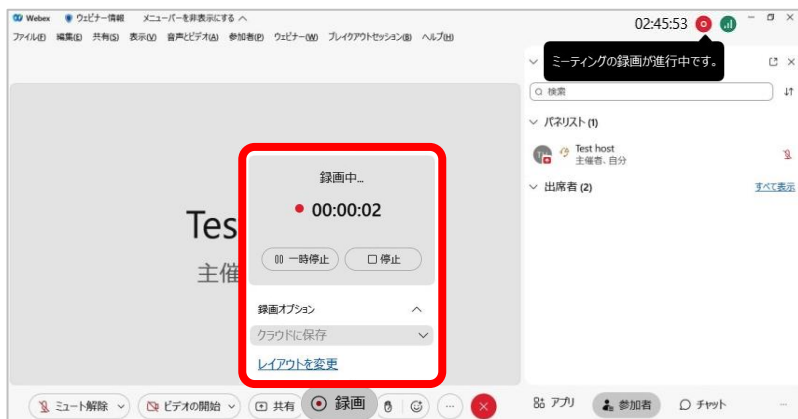 Webex ウェビナー情報 メニューバーを非表示にする
02:45:53
ファイル(F) 編集(E) 共有(S) 表示(V) 音声とビデオ(A) 参加者(P) ウェビナー(W) ブレイクアウトセッション(B) ヘルプ(H)
ミーティングの録画が進行中です。
検索
パネリスト (1)
Test host
主催者、自分
出席者 (2) すべて表示
録画中...
00:00:02
Tes
一時停止 停止
主催
録画オプション
クラウドに保存
レイアウトを変更
ミュート解除 ビデオの開始 共有 録画 アプリ 参加者 チャット